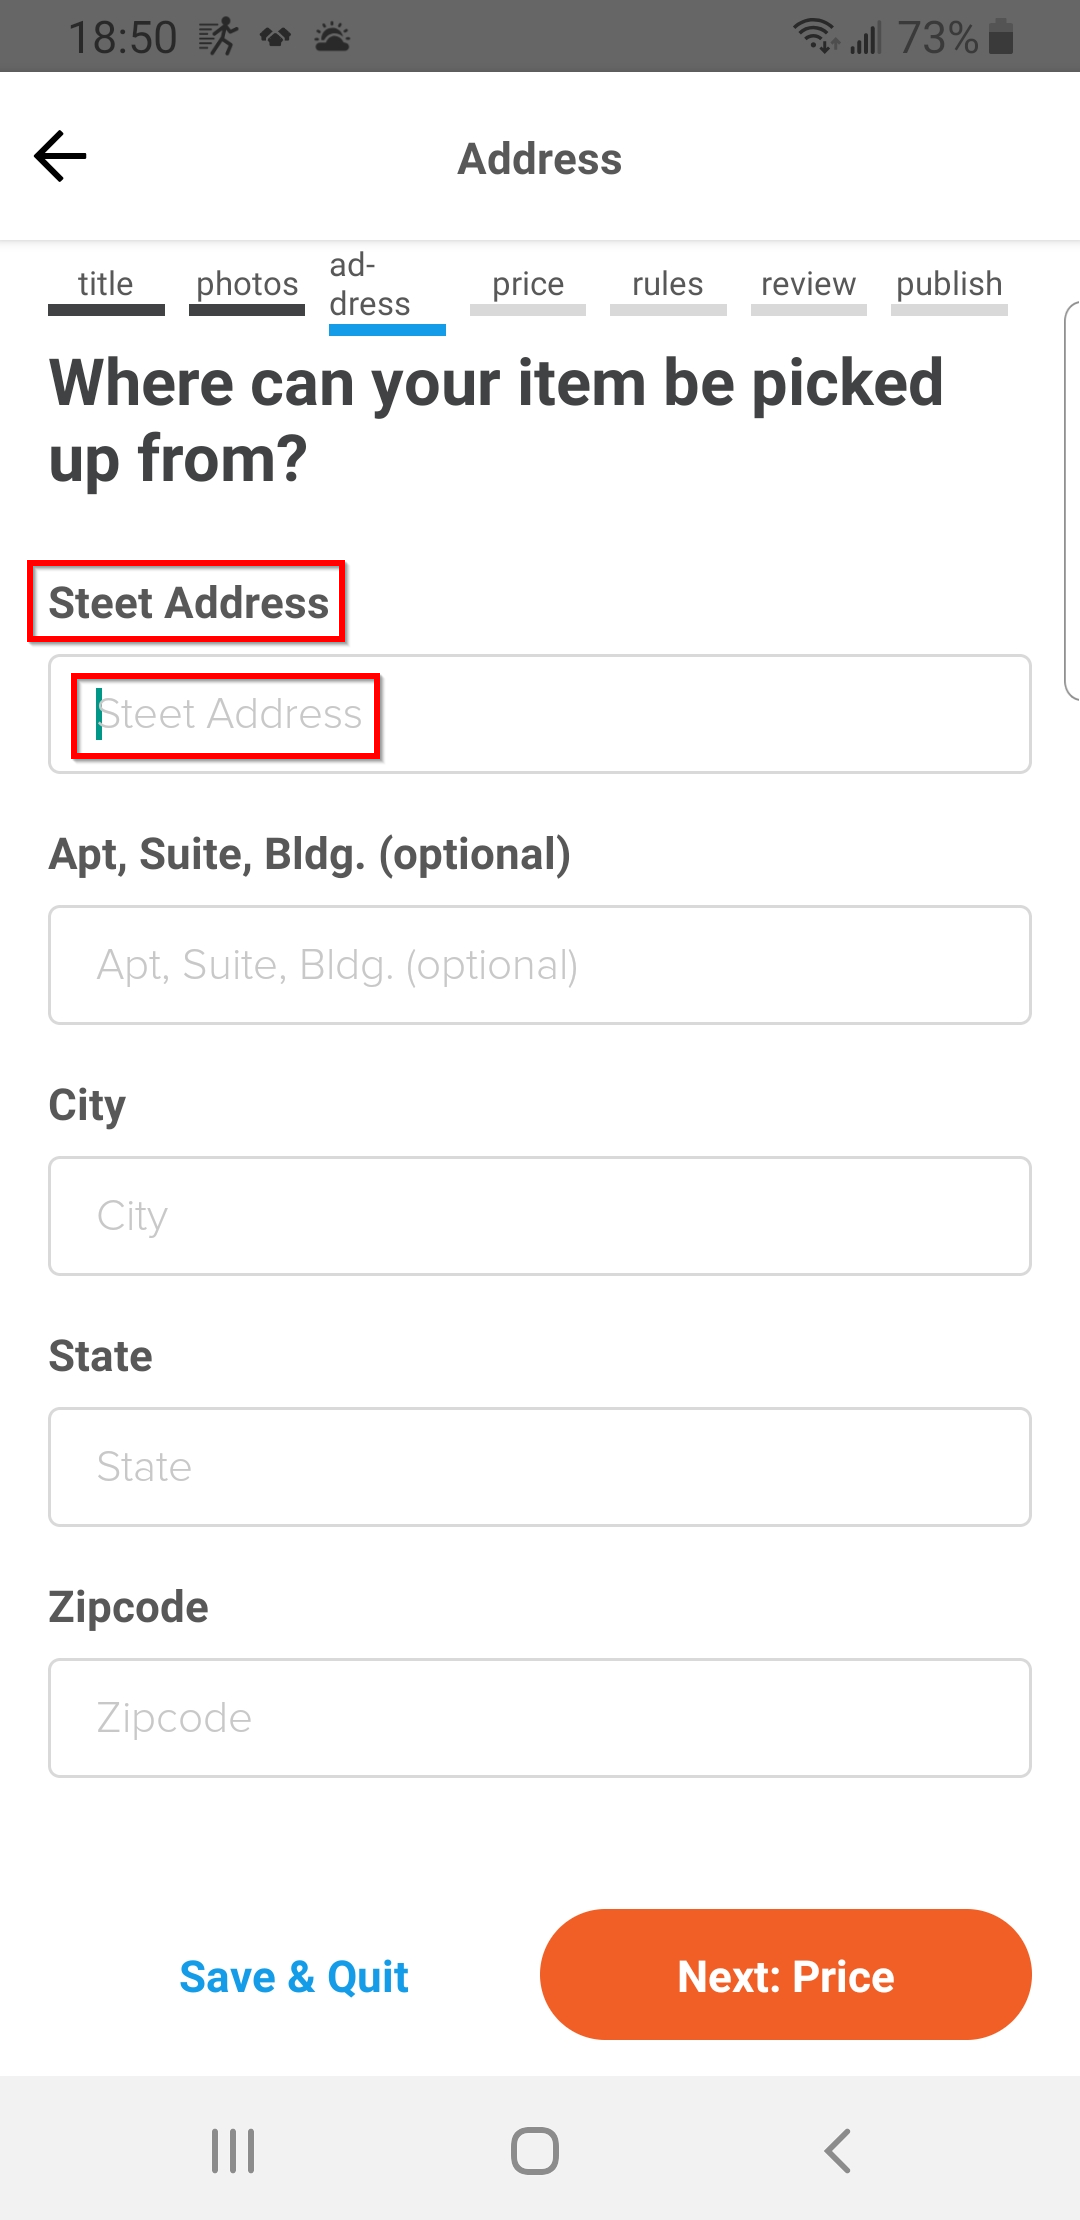 18:50 73%
Address
title photos ad-
dress price rules review publish
Where can your item be picked
up from?
Steet Address
Steet Address
Apt, Suite, Bldg. (optional)
Apt, Suite, Bldg. (optional)
City
City
State
State
Zipcode
Zipcode
Save & Quit Next: Price